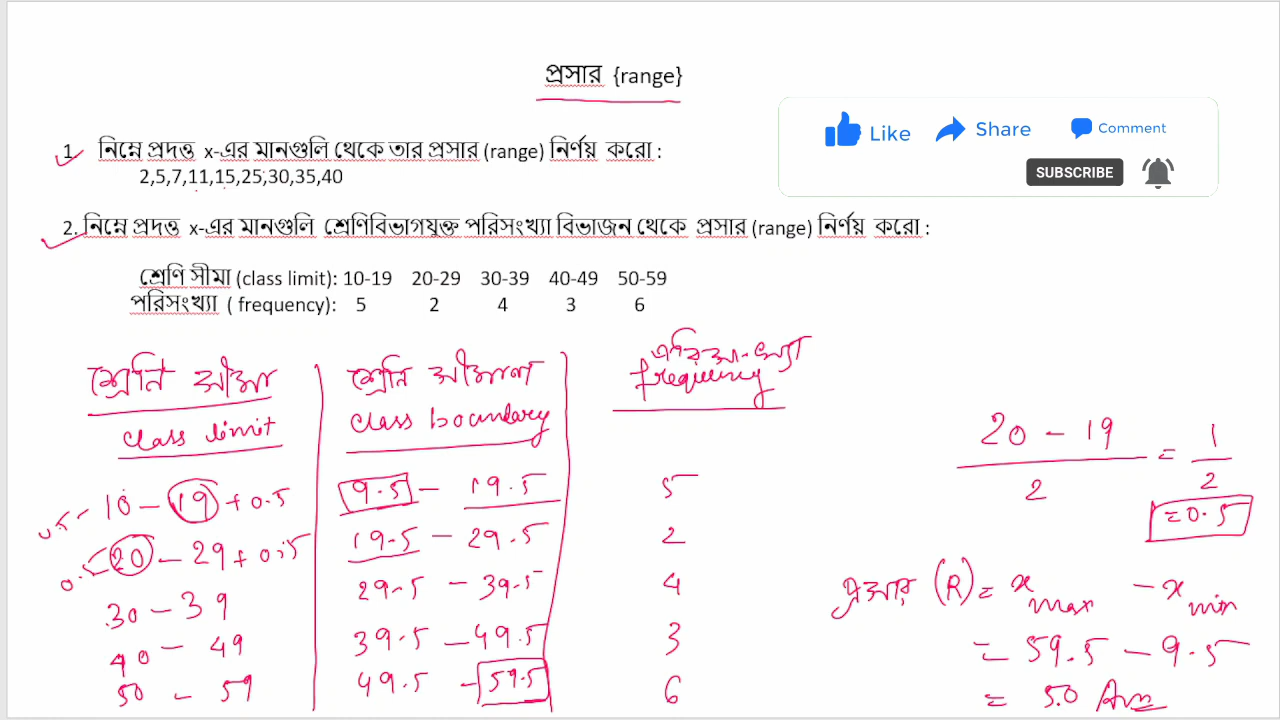 প্রসার {range}
Like Share Comment
SUBSCRIBE
1. নিম্নে প্রদত্ত x-এর মানগুলি থেকে তার প্রসার (range) নির্ণয় করো :
2,5,7,11,15,25,30,35,40
2. নিম্নে প্রদত্ত x-এর মানগুলি শ্রেণিবিভাগযুক্ত পরিসংখ্যা বিভাজন থেকে প্রসার (range) নির্ণয় করো :
শ্রেণি সীমা (class limit): 10-19 20-29 30-39 40-49 50-59
পরিসংখ্যা ( frequency): 5 2 4 3 6
শ্রেনি সীমা
class limit
শ্রেনি সীমানা
class boundary
পরিসংখ্যা
frequency
0.5 - 10 - 19 + 0.5 9.5 - 19.5 5
0.5 - 20 - 29 + 0.5 19.5 - 29.5 2
30 - 39 29.5 - 39.5 4
40 - 49 39.5 - 49.5 3
50 - 59 49.5 - 59.5 6
20 - 19
2
= 1
2
= 0.5
প্রসার (R) = x max - x min
= 59.5 - 9.5
= 50 Ans